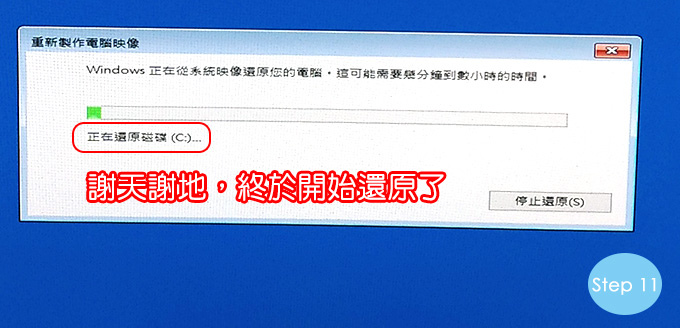 重新製作電腦映像
Windows 正在從系統映像還原您的電腦。這可能需要幾分鐘到數小時的時間。
正在還原磁碟 (C:)...
謝天謝地，終於開始還原了
停止還原(S)
Step 11